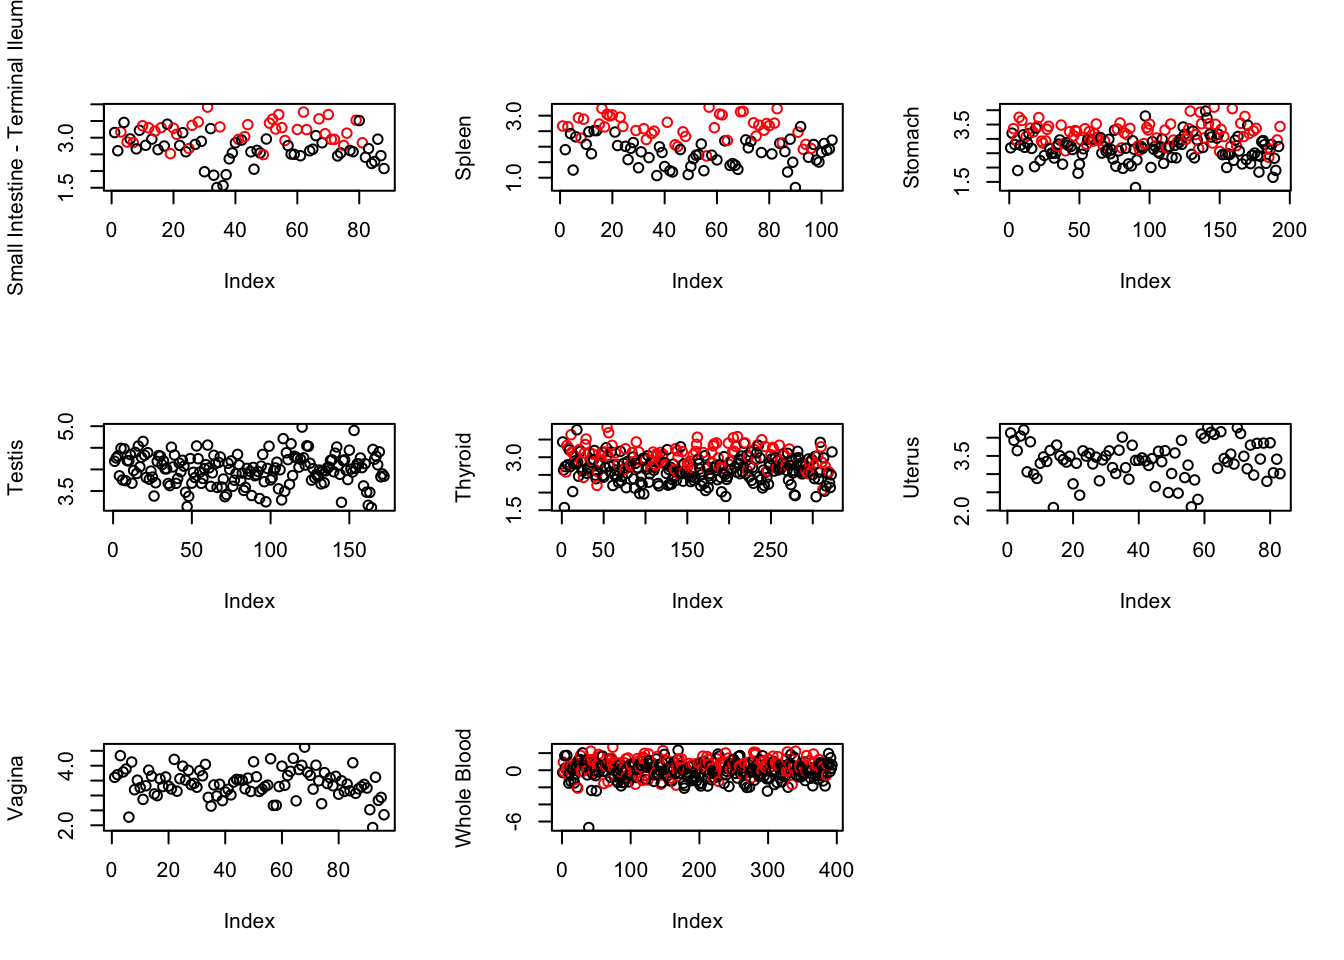 Small Intestine - Terminal Ileum
1.5 3.0
0 20 40 60 80
Index
Spleen
1.0 3.0
0 20 40 60 80 100
Index
Stomach
1.5 3.5
0 50 100 150 200
Index
Testis
3.5 5.0
0 50 100 150
Index
Thyroid
1.5 3.0
0 50 150 250
Index
Uterus
2.0 3.5
0 20 40 60 80
Index
Vagina
2.0 4.0
0 20 40 60 80
Index
Whole Blood
-6 0
0 100 200 300 400
Index